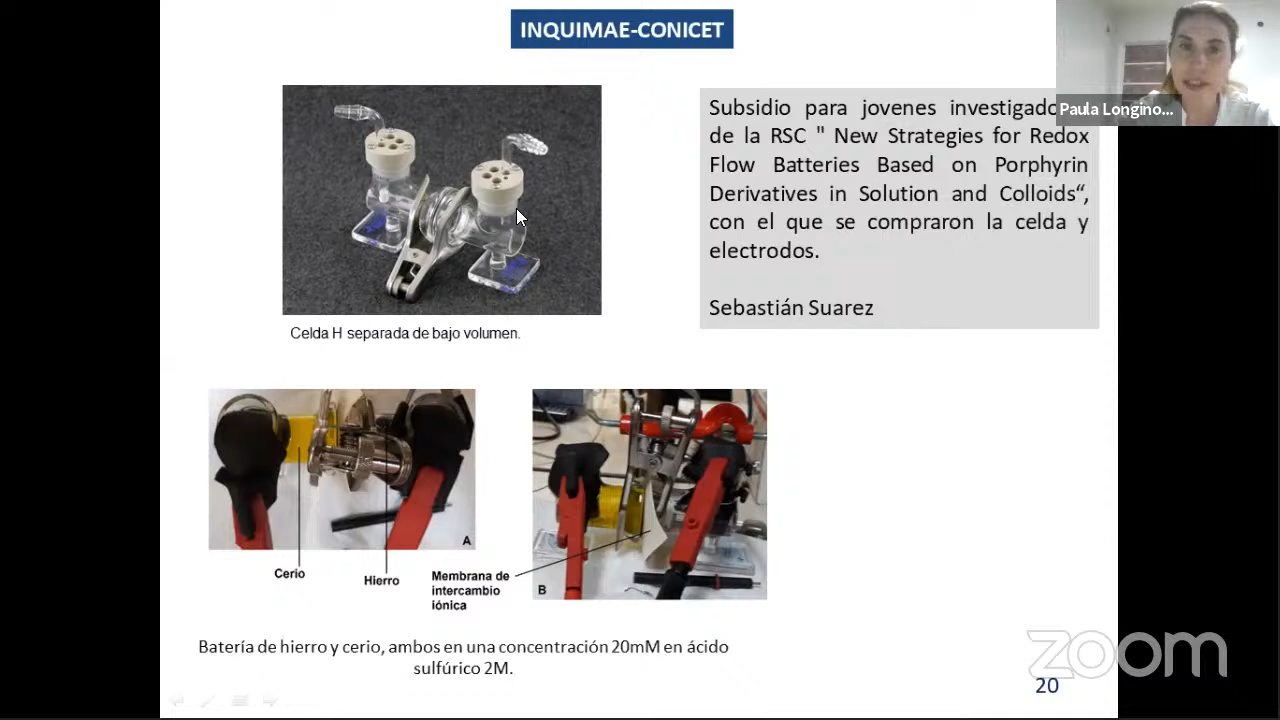 INQUIMAE-CONICET
Subsidio para jovenes investigado
de la RSC " New Strategies for Redox
Flow Batteries Based on Porphyrin
Derivatives in Solution and Colloids“,
con el que se compraron la celda y
electrodos.
Sebastián Suarez
Paula Longino...
Celda H separada de bajo volumen.
A
Cerio
Hierro
Membrana de
intercambio
iónica
B
Batería de hierro y cerio, ambos en una concentración 20mM en ácido
sulfúrico 2M.
zoom
20